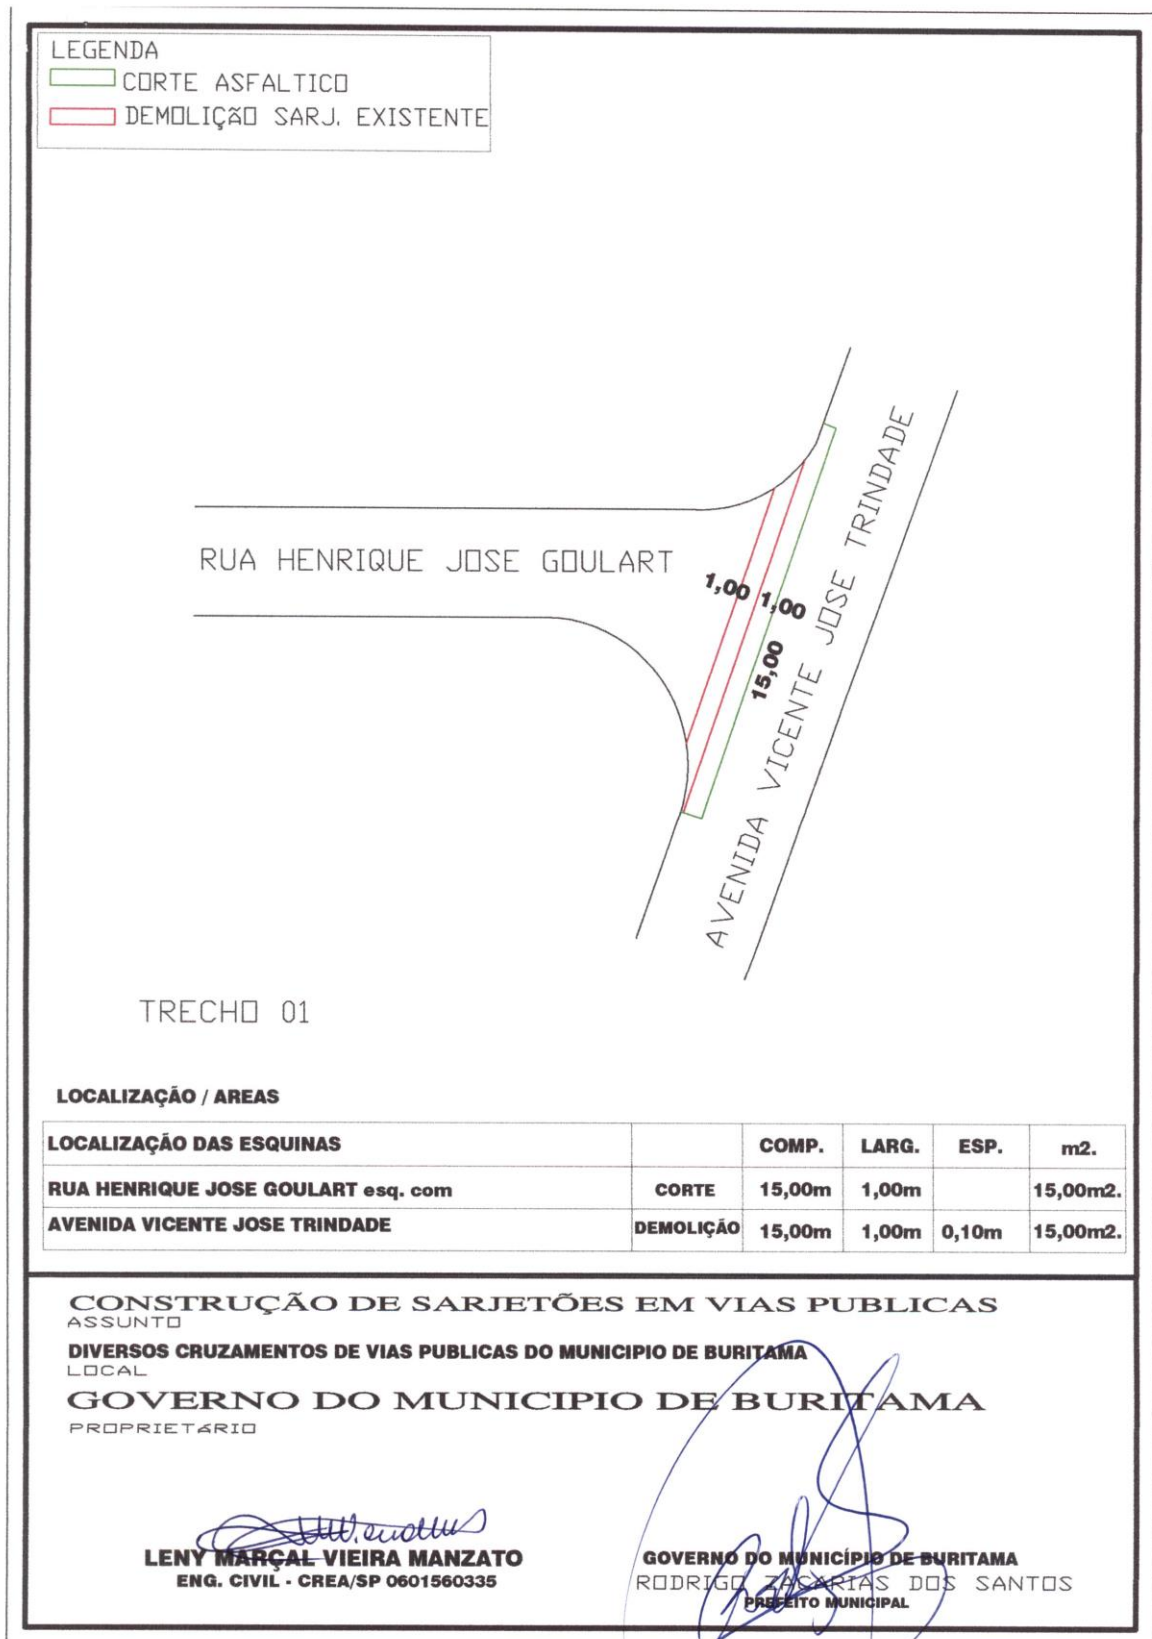 LEGENDA
CORTE ASFALTICO
DEMOLIÇÃO SARJ. EXISTENTE
RUA HENRIQUE JOSE GOULART
1,00
1,00
15,00
AVENIDA VICENTE JOSE TRINDADE
TRECHO 01
LOCALIZAÇÃO / AREAS
LOCALIZAÇÃO DAS ESQUINAS COMP. LARG. ESP. m2.
RUA HENRIQUE JOSE GOULART esq. com CORTE 15,00m 1,00m 15,00m2.
AVENIDA VICENTE JOSE TRINDADE DEMOLIÇÃO 15,00m 1,00m 0,10m 15,00m2.
CONSTRUÇÃO DE SARJETÕES EM VIAS PUBLICAS
ASSUNTO
DIVERSOS CRUZAMENTOS DE VIAS PUBLICAS DO MUNICIPIO DE BURITAMA
LOCAL
GOVERNO DO MUNICIPIO DE BURITAMA
PROPRIETÁRIO
LENY MARÇAL VIEIRA MANZATO
ENG. CIVIL - CREA/SP 0601560335
GOVERNO DO MUNICÍPIO DE BURITAMA
RODRIGO ZACARIAS DOS SANTOS
PREFEITO MUNICIPAL